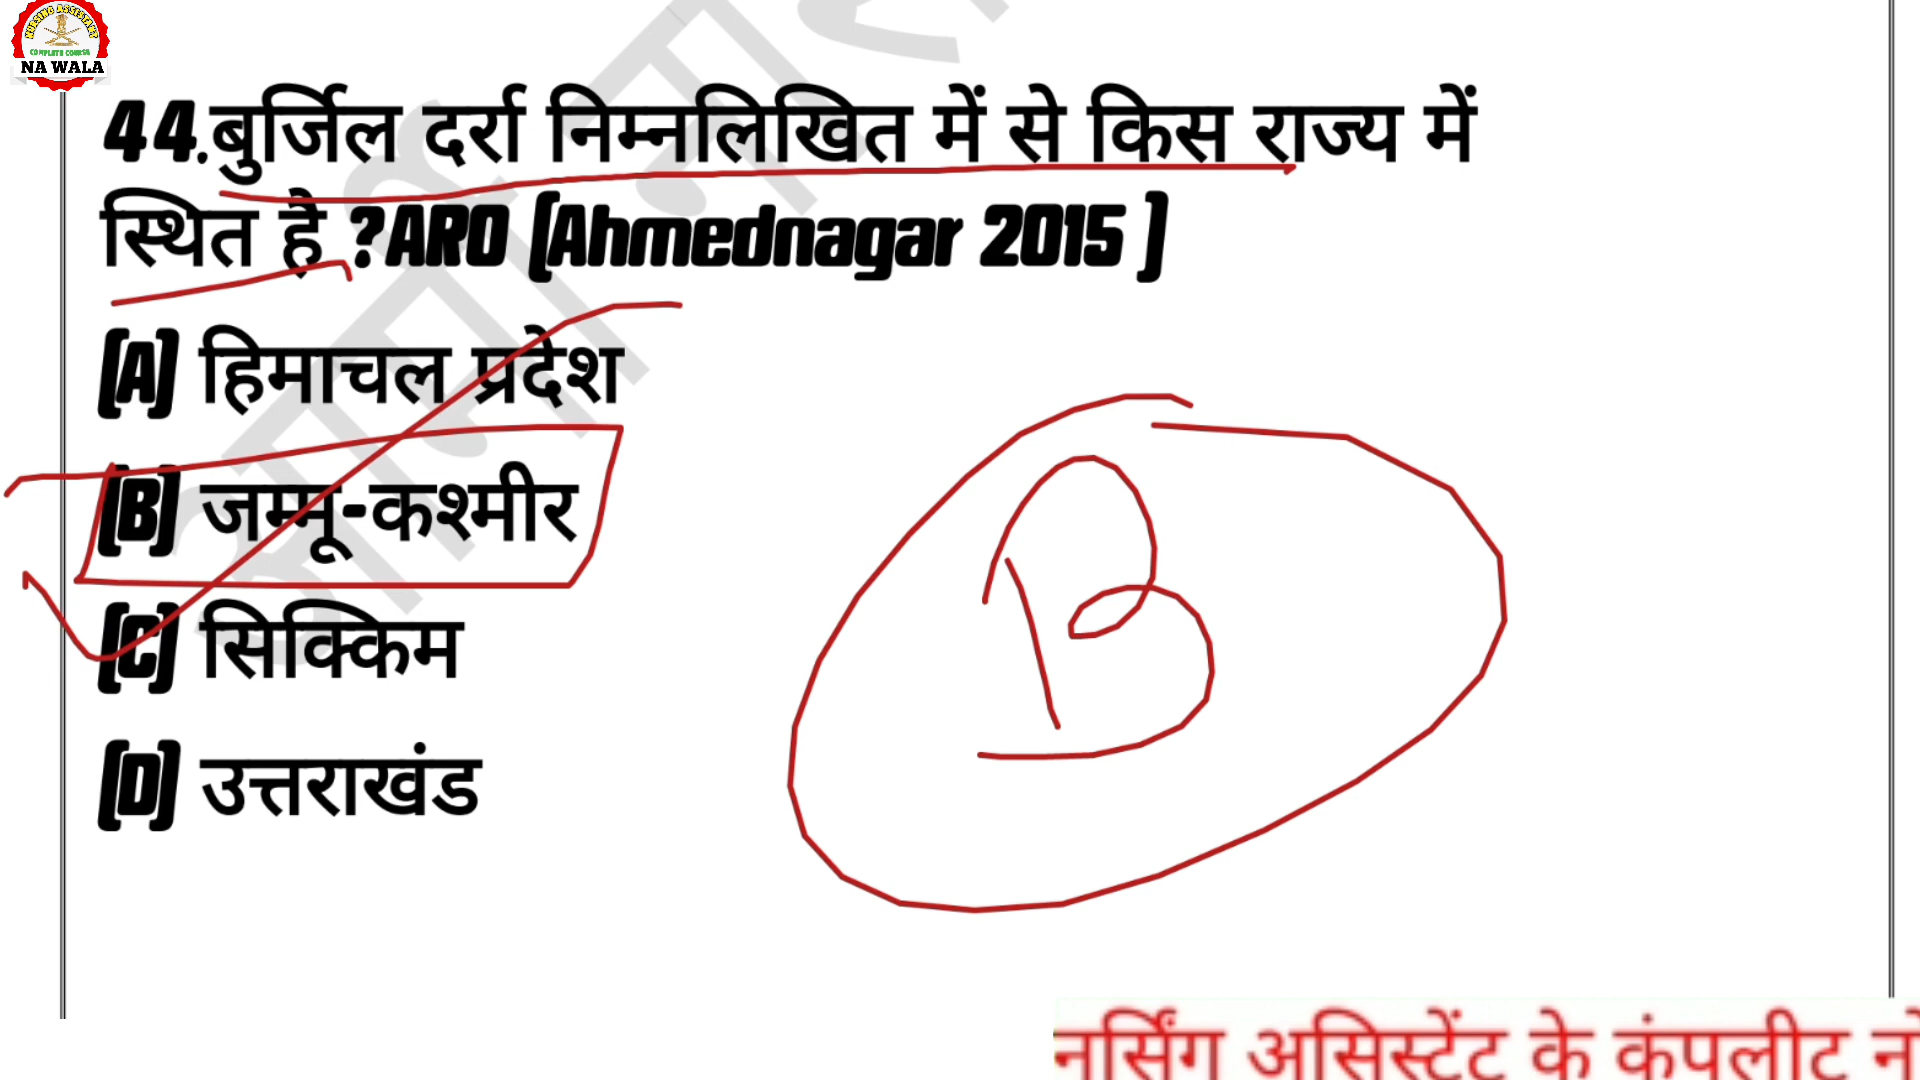 NURSING ASSISTANT
COMPLETE COURSE
NA WALA
44.बुर्जिल दर्रा निम्नलिखित में से किस राज्य में
स्थित है ?ARO (Ahmednagar 2015 )
(A) हिमाचल प्रदेश
(B) जम्मू-कश्मीर
(C) सिक्किम
(D) उत्तराखंड
B
नर्सिंग असिस्टेंट के कंपलीट